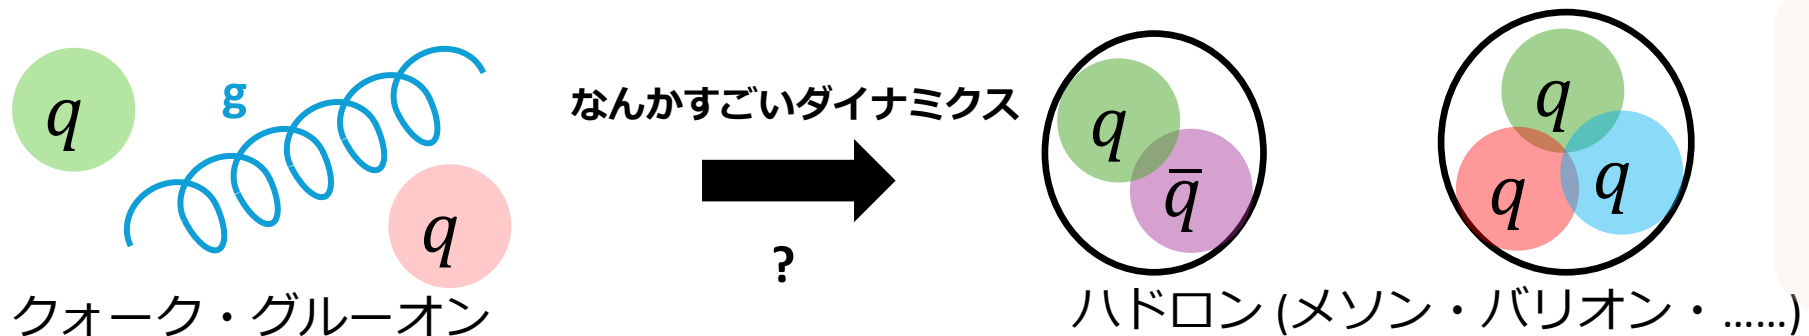 q
g
q
クォーク・グルーオン
なんかすごいダイナミクス
?
q
q̅
q
q
q
ハドロン (メソン・バリオン・……)